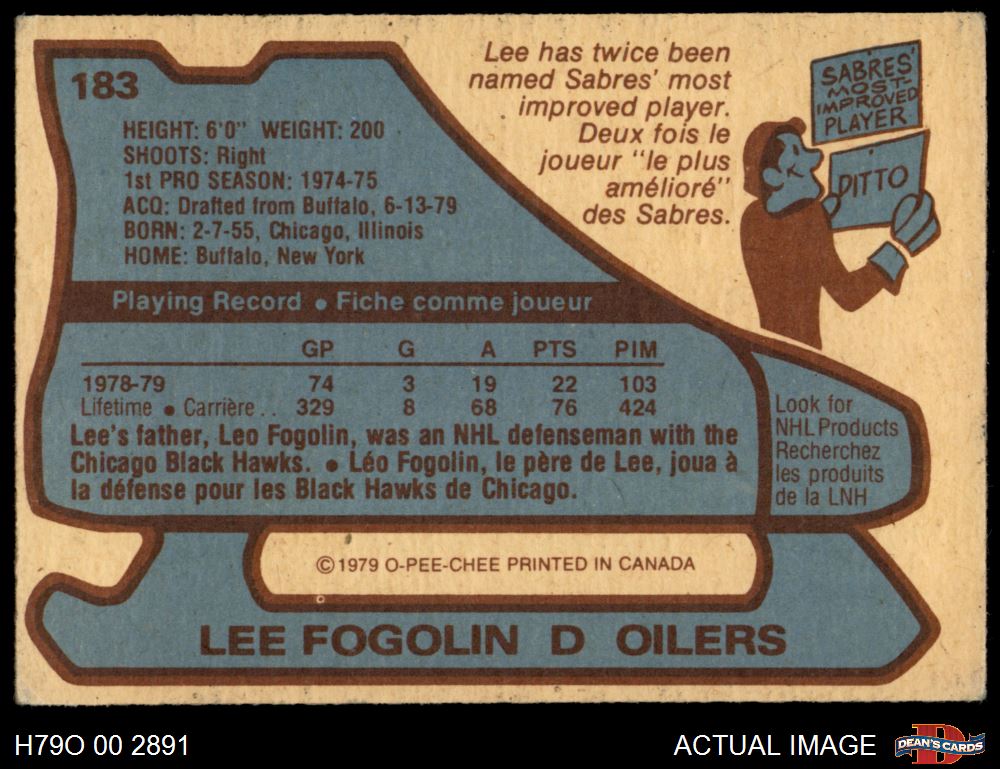 183
HEIGHT: 6'0" WEIGHT: 200
SHOOTS: Right
1st PRO SEASON: 1974-75
ACQ: Drafted from Buffalo, 6-13-79
BORN: 2-7-55, Chicago, Illinois
HOME: Buffalo, New York
Lee has twice been
named Sabres' most
improved player.
Deux fois le
joueur "le plus
amélioré"
des Sabres.
SABRES'
MOST-
IMPROVED
PLAYER
DITTO
Playing Record ● Fiche comme joueur
GP G A PTS PIM
1978-79 74 3 19 22 103
Lifetime ● Carrière . . 329 8 68 76 424
Lee's father, Leo Fogolin, was an NHL defenseman with the
Chicago Black Hawks. ● Léo Fogolin, le père de Lee, joua à
la défense pour les Black Hawks de Chicago.
Look for
NHL Products
Recherchez
les produits
de la LNH
©1979 O-PEE-CHEE PRINTED IN CANADA
LEE FOGOLIN D OILERS
H79O 00 2891
ACTUAL IMAGE
D
DEAN'S CARDS